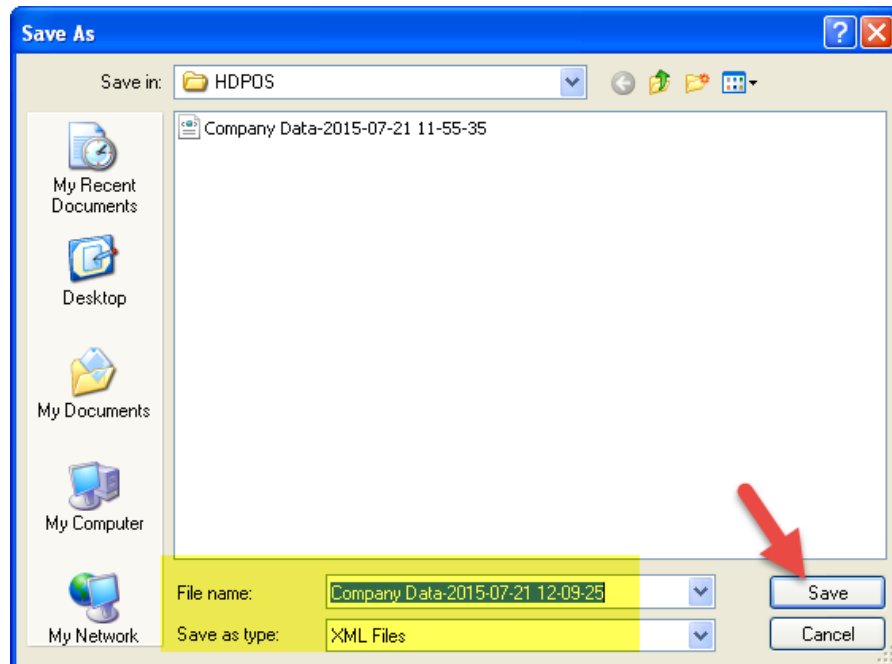 Save As
Save in: HDPOS
Company Data-2015-07-21 11-55-35
My Recent
Documents
Desktop
My Documents
My Computer
My Network
File name: Company Data-2015-07-21 12-09-25
Save
Save as type: XML Files
Cancel